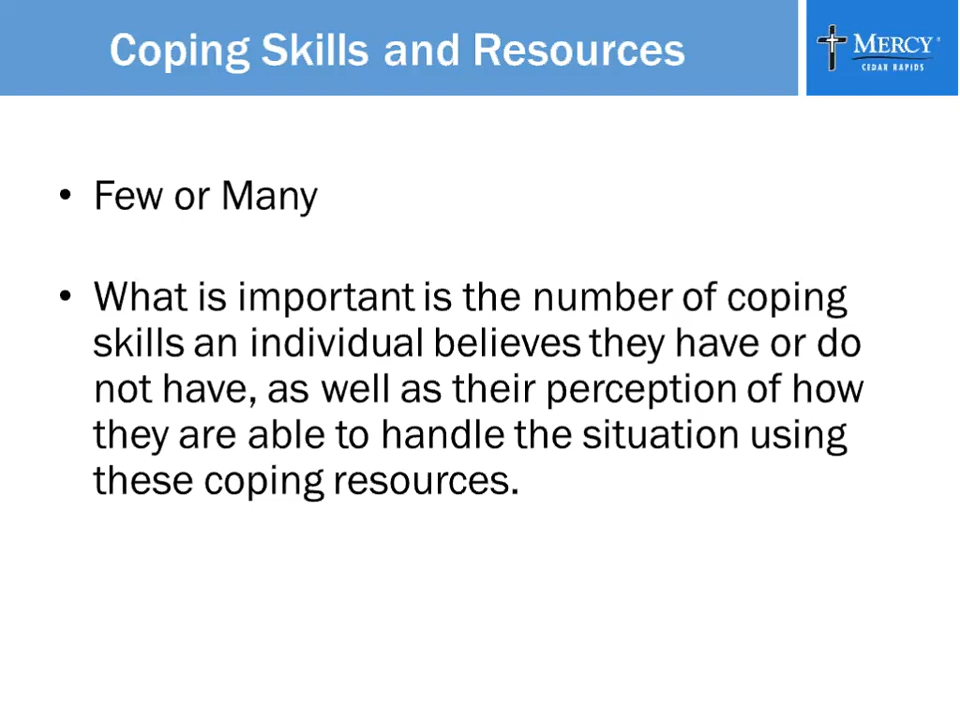 Coping Skills and Resources
MERCY®
CEDAR RAPIDS
• Few or Many
• What is important is the number of coping
skills an individual believes they have or do
not have, as well as their perception of how
they are able to handle the situation using
these coping resources.